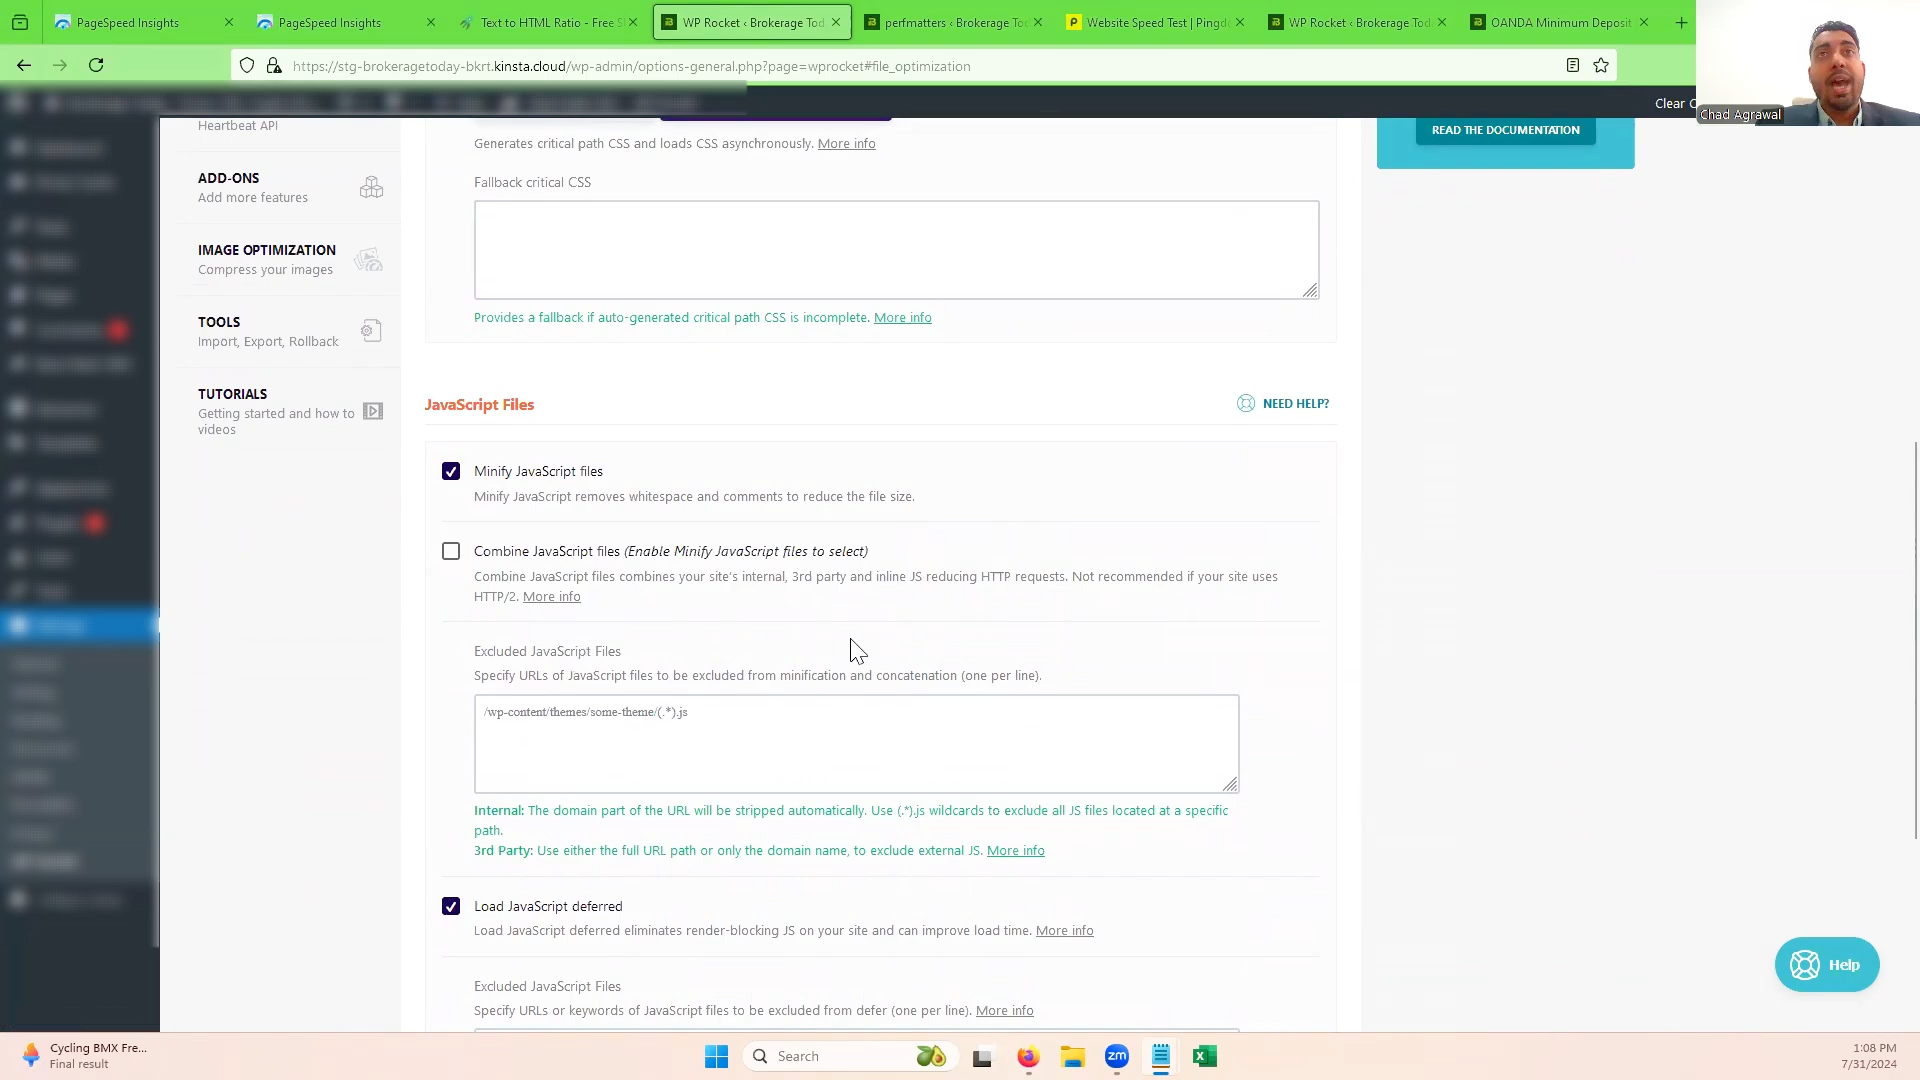 PageSpeed Insights
PageSpeed Insights
Text to HTML Ratio - Free S
WP Rocket ‹ Brokerage Tod
perfmatters ‹ Brokerage To
Website Speed Test | Pingd
WP Rocket ‹ Brokerage Tod
OANDA Minimum Deposit
https://stg-brokeragetoday-bkrt.kinsta.cloud/wp-admin/options-general.php?page=wprocket#file_optimization
Clear C
Chad Agrawal
Heartbeat API
ADD-ONS
Add more features
IMAGE OPTIMIZATION
Compress your images
TOOLS
Import, Export, Rollback
TUTORIALS
Getting started and how to
videos
Generates critical path CSS and loads CSS asynchronously. More info
READ THE DOCUMENTATION
Fallback critical CSS
Provides a fallback if auto-generated critical path CSS is incomplete. More info
JavaScript Files
NEED HELP?
Minify JavaScript files
Minify JavaScript removes whitespace and comments to reduce the file size.
Combine JavaScript files (Enable Minify JavaScript files to select)
Combine JavaScript files combines your site's internal, 3rd party and inline JS reducing HTTP requests. Not recommended if your site uses
HTTP/2. More info
Excluded JavaScript Files
Specify URLs of JavaScript files to be excluded from minification and concatenation (one per line).
/wp-content/themes/some-theme/(.*).js
Internal: The domain part of the URL will be stripped automatically. Use (.*).js wildcards to exclude all JS files located at a specific
path.
3rd Party: Use either the full URL path or only the domain name, to exclude external JS. More info
Load JavaScript deferred
Load JavaScript deferred eliminates render-blocking JS on your site and can improve load time. More info
Excluded JavaScript Files
Specify URLs or keywords of JavaScript files to be excluded from defer (one per line). More info
Help
Cycling BMX Fre...
Final result
Search
zm
1:08 PM
7/31/2024